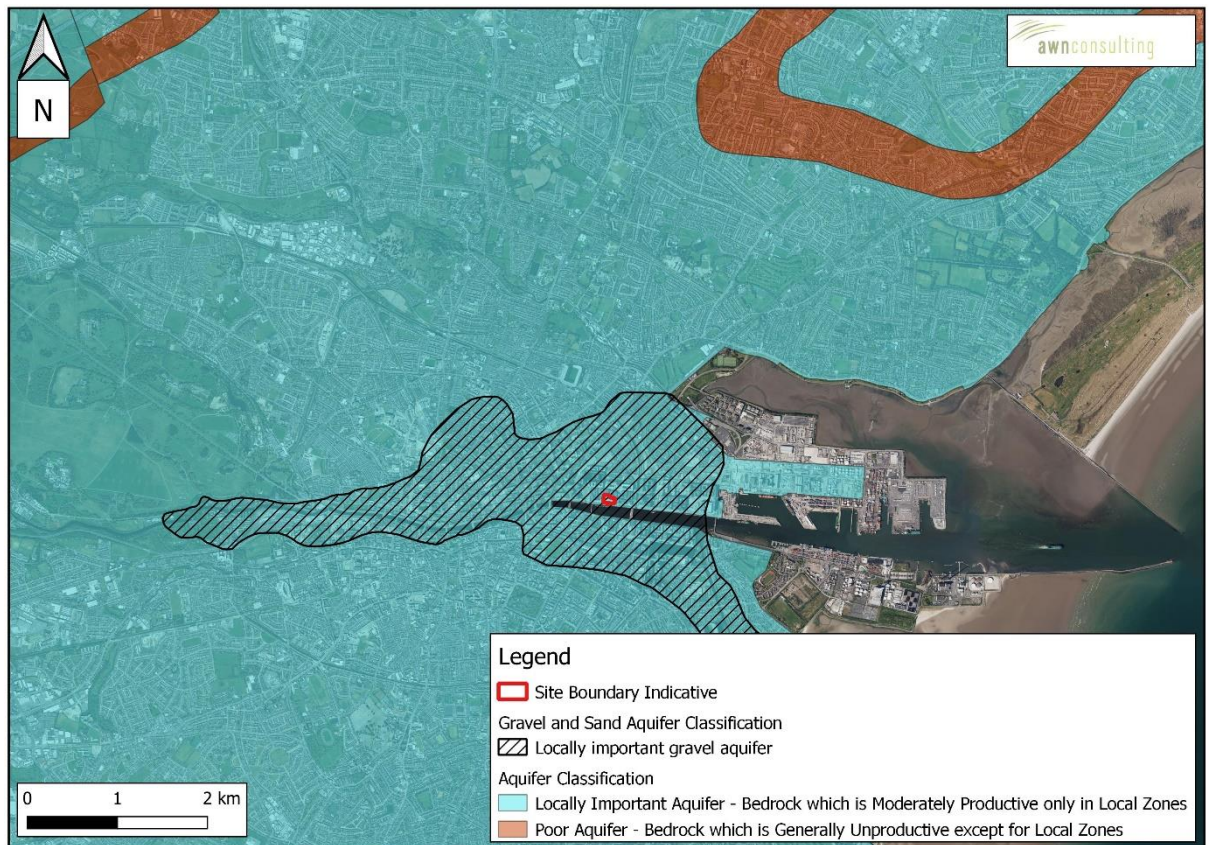 N
awnconsulting
Legend
Site Boundary Indicative
Gravel and Sand Aquifer Classification
Locally important gravel aquifer
Aquifer Classification
Locally Important Aquifer - Bedrock which is Moderately Productive only in Local Zones
Poor Aquifer - Bedrock which is Generally Unproductive except for Local Zones
0 1 2 km